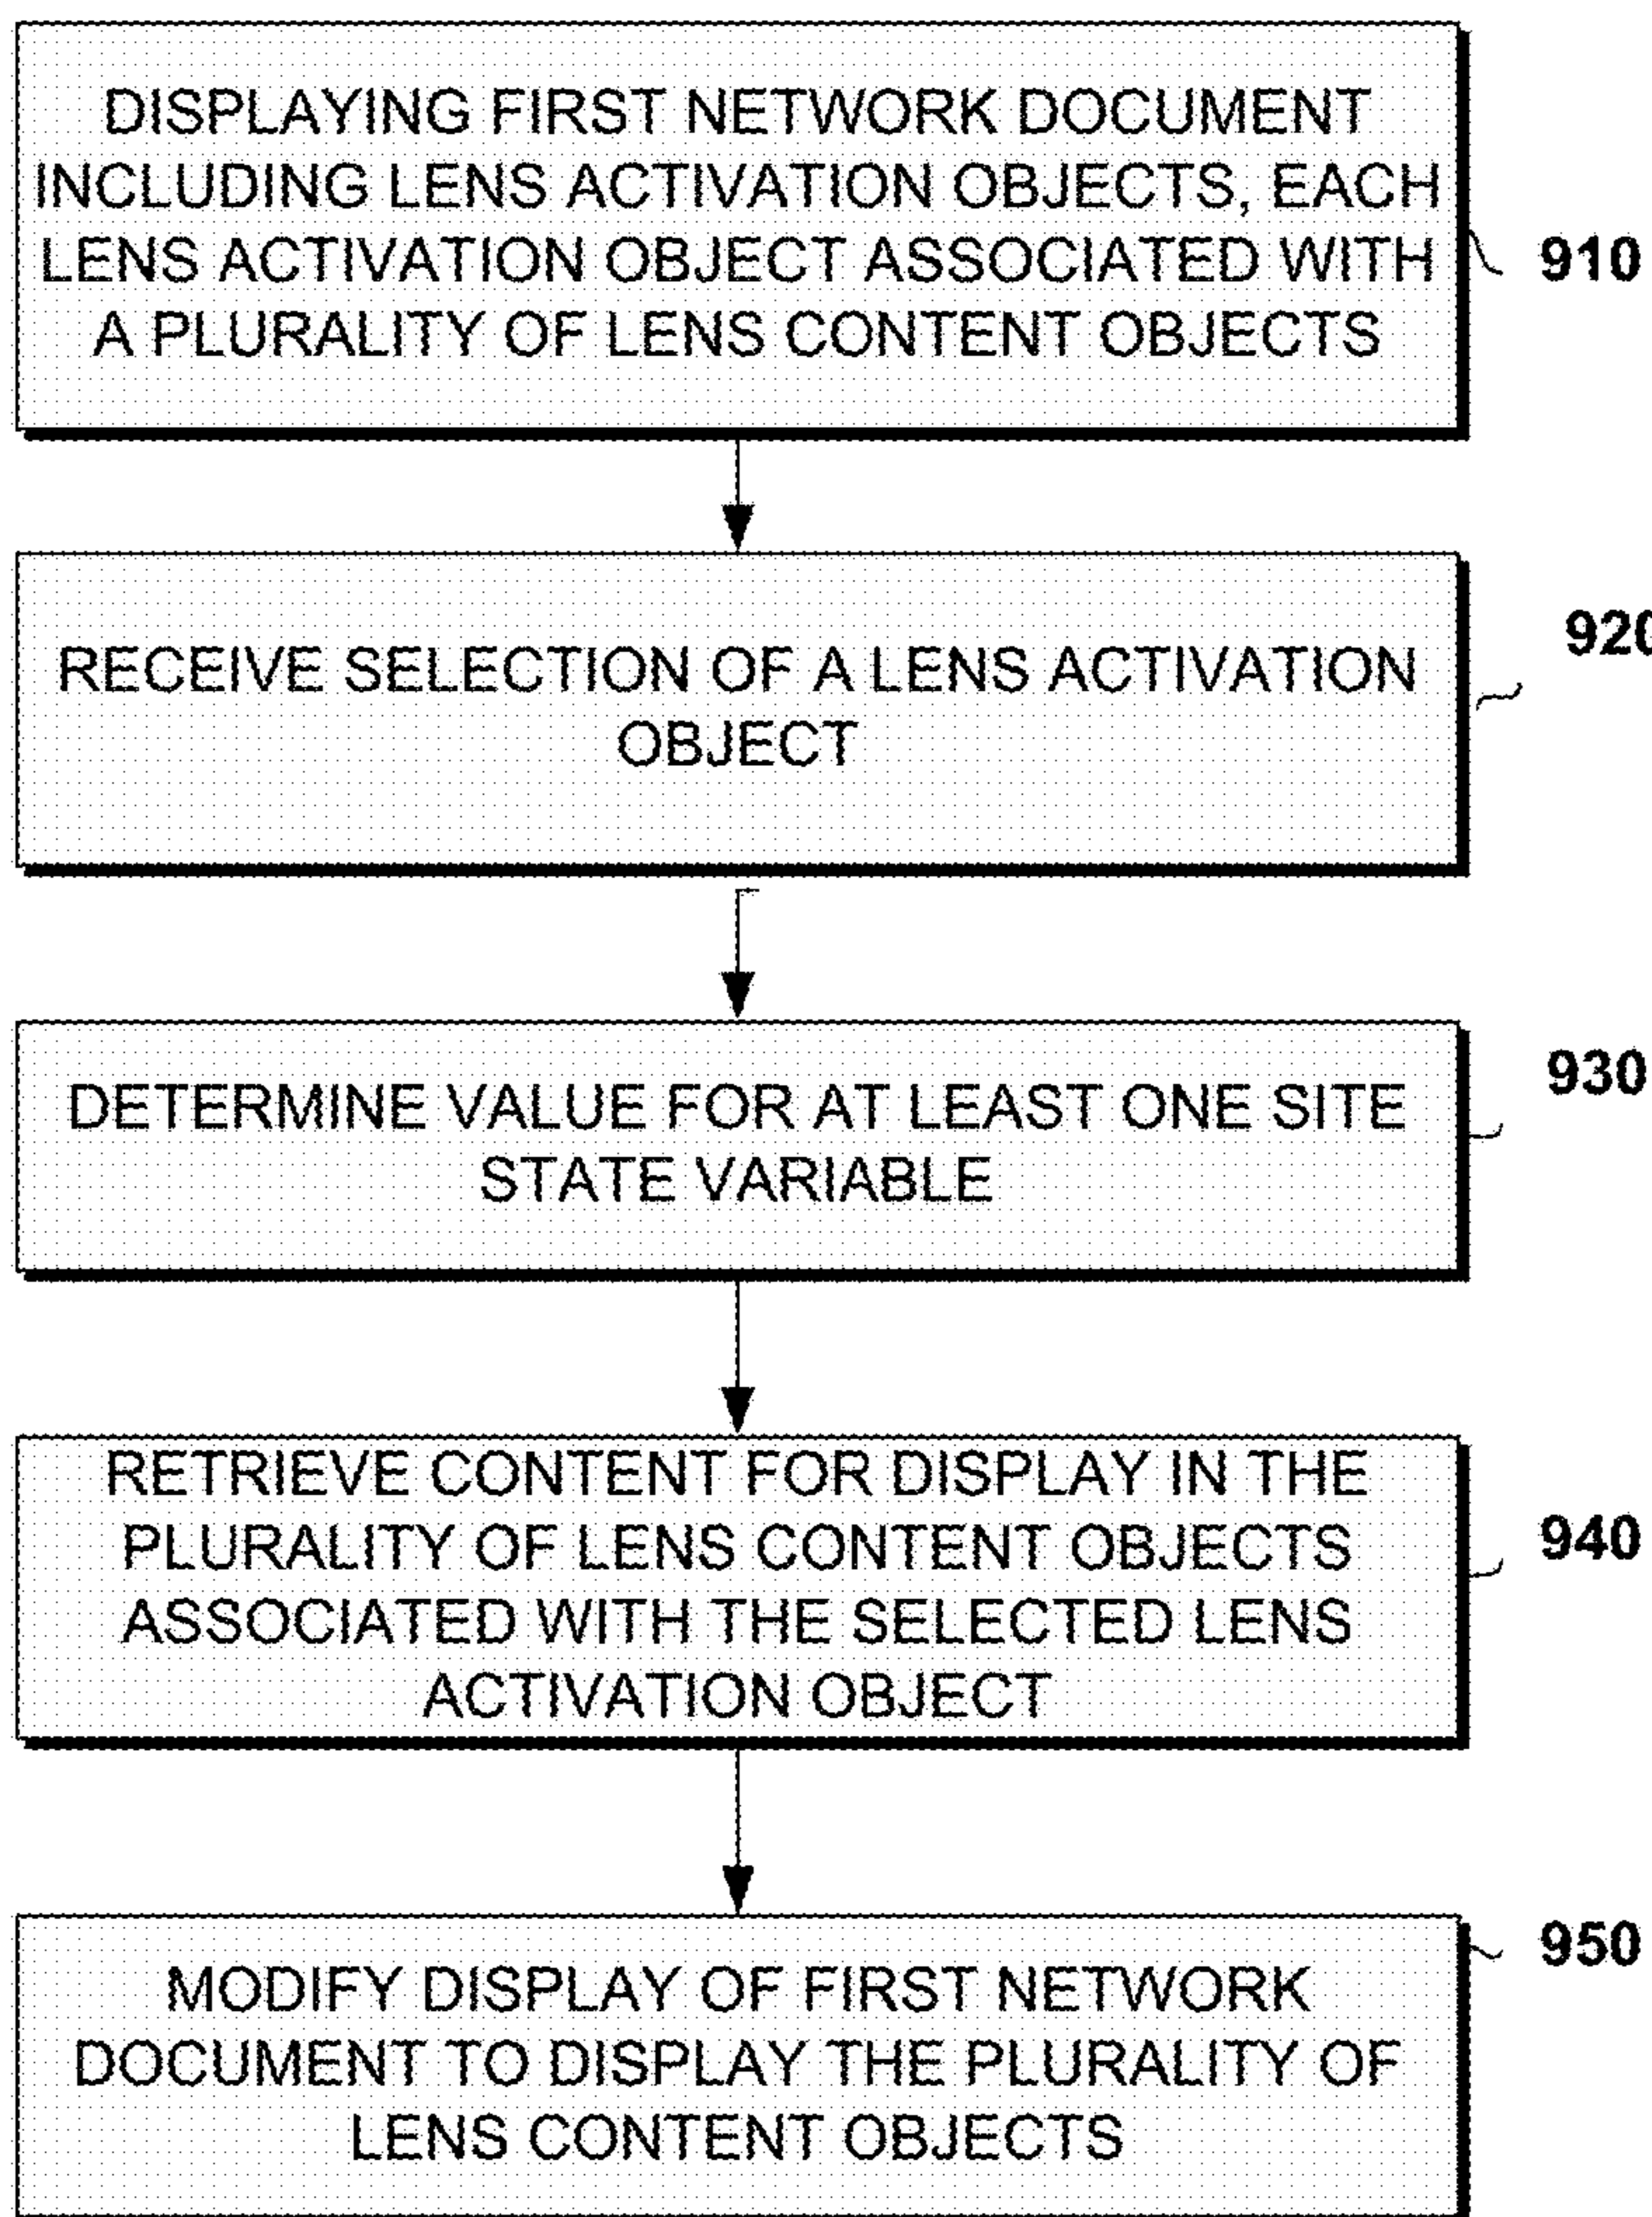 DISPLAYING FIRST NETWORK DOCUMENT
INCLUDING LENS ACTIVATION OBJECTS, EACH
LENS ACTIVATION OBJECT ASSOCIATED WITH
A PLURALITY OF LENS CONTENT OBJECTS
910
RECEIVE SELECTION OF A LENS ACTIVATION
OBJECT
920
DETERMINE VALUE FOR AT LEAST ONE SITE
STATE VARIABLE
930
RETRIEVE CONTENT FOR DISPLAY IN THE
PLURALITY OF LENS CONTENT OBJECTS
ASSOCIATED WITH THE SELECTED LENS
ACTIVATION OBJECT
940
MODIFY DISPLAY OF FIRST NETWORK
DOCUMENT TO DISPLAY THE PLURALITY OF
LENS CONTENT OBJECTS
950